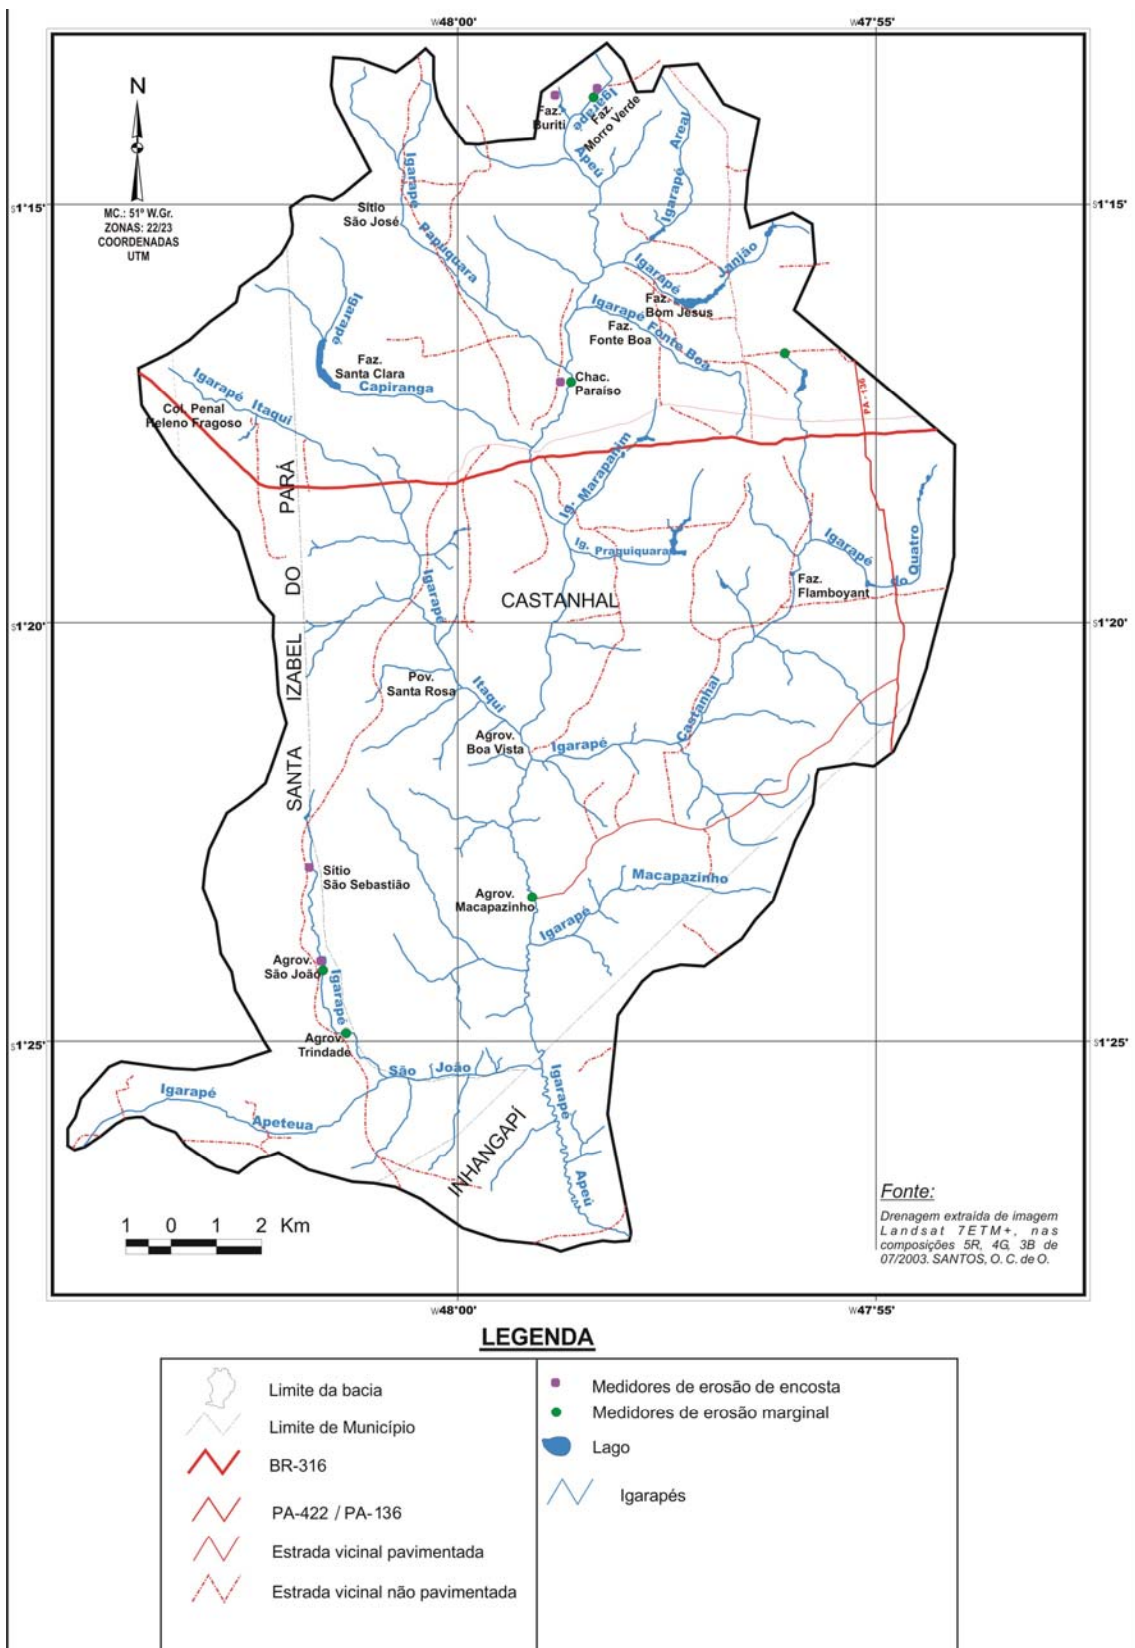 W48°00'
W47°55'
N
MC.: 51º W.Gr.
ZONAS: 22/23
COORDENADAS
UTM
Faz.
Buriti
Igarapé
Faz.
Morro Verde
Apeú
Igarapé Areal
S1°15'
S1°15'
Igarapé
Sítio
São José
Papuquara
Igarapé Janjão
Faz.
Bom Jesus
Igarapé
Igarapé Fonte Boa
Faz.
Fonte Boa
Faz.
Santa Clara
Capiranga
Chac.
Paraíso
Igarapé Itaqui
Col. Penal
Heleno Fragoso
PA-136
Ig. Marapanim
Ig. Praquiquara
Igarapé do Quatro
Faz.
Flamboyant
SANTA IZABEL DO PARÁ
CASTANHAL
Igarapé
S1°20'
S1°20'
Pov.
Santa Rosa
Itaqui
Agrov.
Boa Vista
Igarapé Castanhal
Sítio
São Sebastião
Agrov.
Macapazinho
Igarapé Macapazinho
Agrov.
São João
Igarapé
Agrov.
Trindade
S1°25'
S1°25'
São João
Igarapé
Apeteua
Igarapé
Apeú
INHANGAPÍ
1 0 1 2 Km
Fonte:
Drenagem extraída de imagem
Landsat 7ETM+, nas
composições 5R, 4G, 3B de
07/2003. SANTOS, O. C. de O.
W48°00'
W47°55'
LEGENDA
Limite da bacia
Limite de Município
BR-316
PA-422 / PA-136
Estrada vicinal pavimentada
Estrada vicinal não pavimentada
Medidores de erosão de encosta
Medidores de erosão marginal
Lago
Igarapés